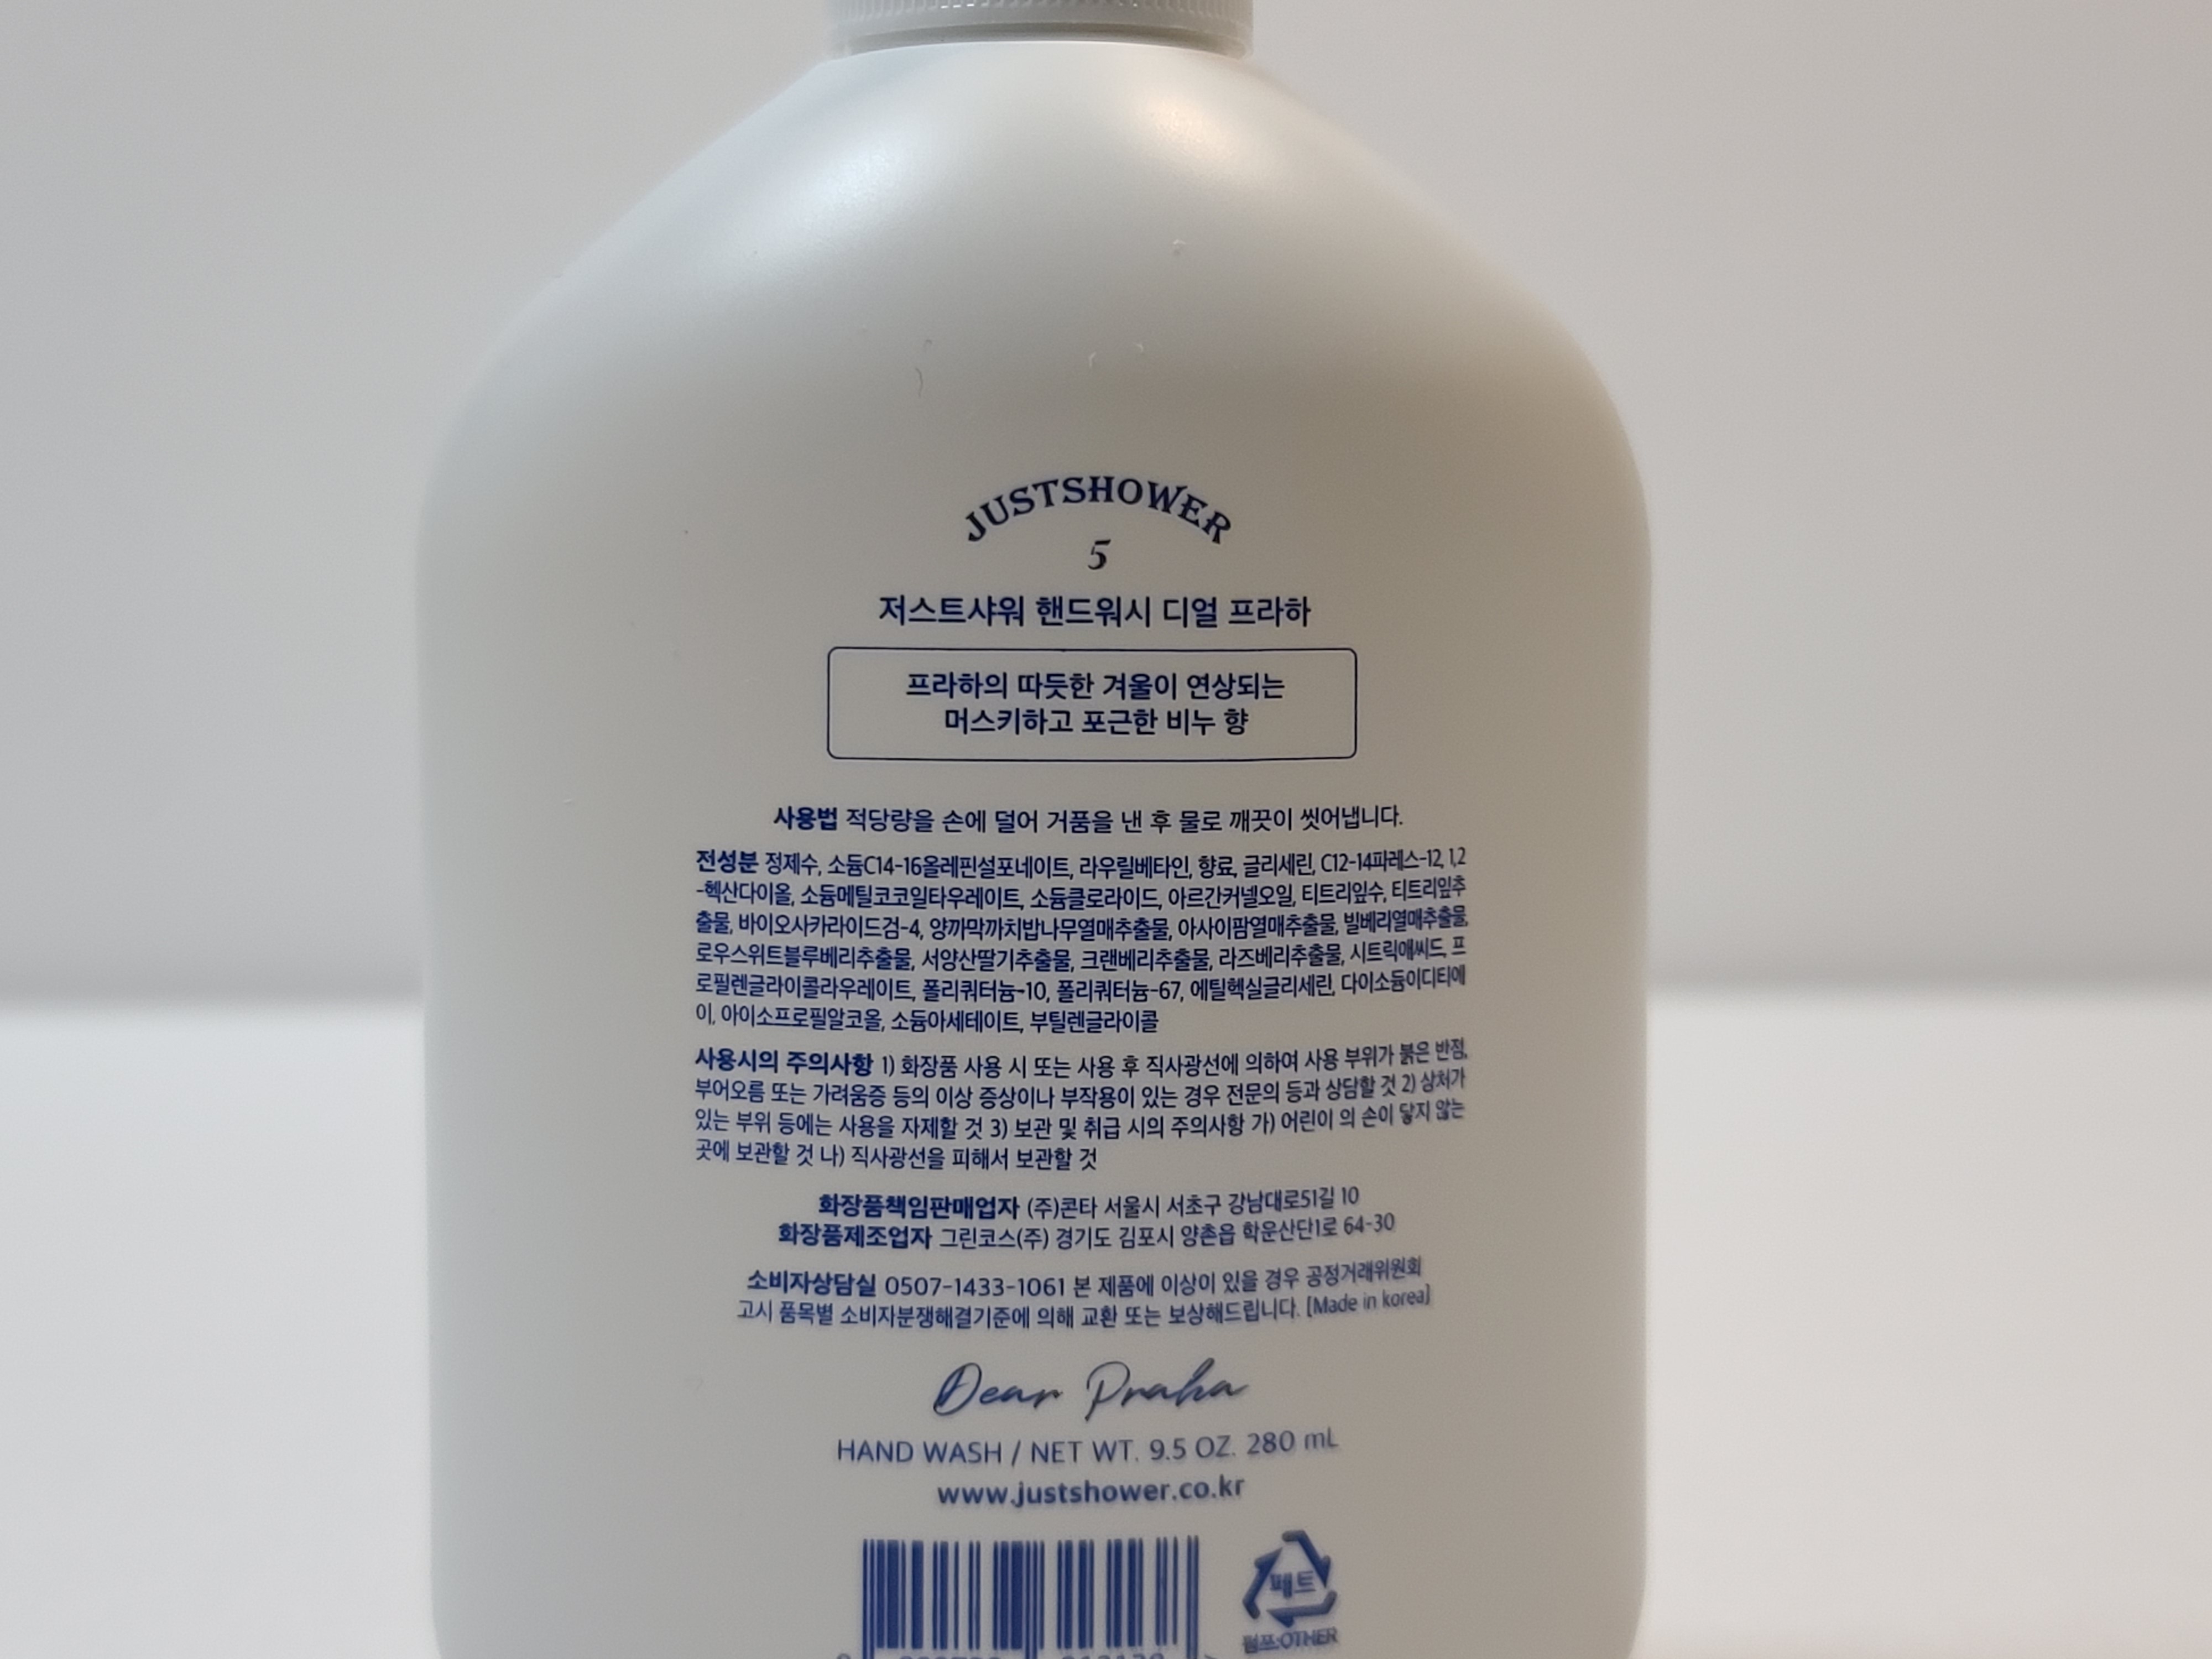 JUSTSHOWER
5
저스트샤워 핸드워시 디얼 프라하
프라하의 따듯한 겨울이 연상되는
머스키하고 포근한 비누 향
사용법 적당량을 손에 덜어 거품을 낸 후 물로 깨끗이 씻어냅니다.
전성분 정제수, 소듐C14-16올레핀설포네이트, 라우릴베타인, 향료, 글리세린, C12-14파레스-12, 1,2
-헥산다이올, 소듐메틸코코일타우레이트, 소듐클로라이드, 아르간커넬오일, 티트리잎수, 티트리잎추
출물, 바이오사카라이드검-4, 양까막까치밥나무열매추출물, 아사이팜열매추출물, 빌베리열매추출물,
로우스위트블루베리추출물, 서양산딸기추출물, 크랜베리추출물, 라즈베리추출물, 시트릭애씨드, 프
로필렌글라이콜라우레이트, 폴리쿼터늄-10, 폴리쿼터늄-67, 에틸헥실글리세린, 다이소듐이디티에
이, 아이소프로필알코올, 소듐아세테이트, 부틸렌글라이콜
사용시의 주의사항 1) 화장품 사용 시 또는 사용 후 직사광선에 의하여 사용 부위가 붉은 반점,
부어오름 또는 가려움증 등의 이상 증상이나 부작용이 있는 경우 전문의 등과 상담할 것 2) 상처가
있는 부위 등에는 사용을 자제할 것 3) 보관 및 취급 시의 주의사항 가) 어린이 의 손이 닿지 않는
곳에 보관할 것 나) 직사광선을 피해서 보관할 것
화장품책임판매업자 (주)콘타 서울시 서초구 강남대로51길 10
화장품제조업자 그린코스(주) 경기도 김포시 양촌읍 학운산단1로 64-30
소비자상담실 0507-1433-1061 본 제품에 이상이 있을 경우 공정거래위원회
고시 품목별 소비자분쟁해결기준에 의해 교환 또는 보상해드립니다. [Made in korea]
Dear Praha
HAND WASH / NET WT. 9.5 OZ. 280 mL
www.justshower.co.kr
페트
펌프:OTHER